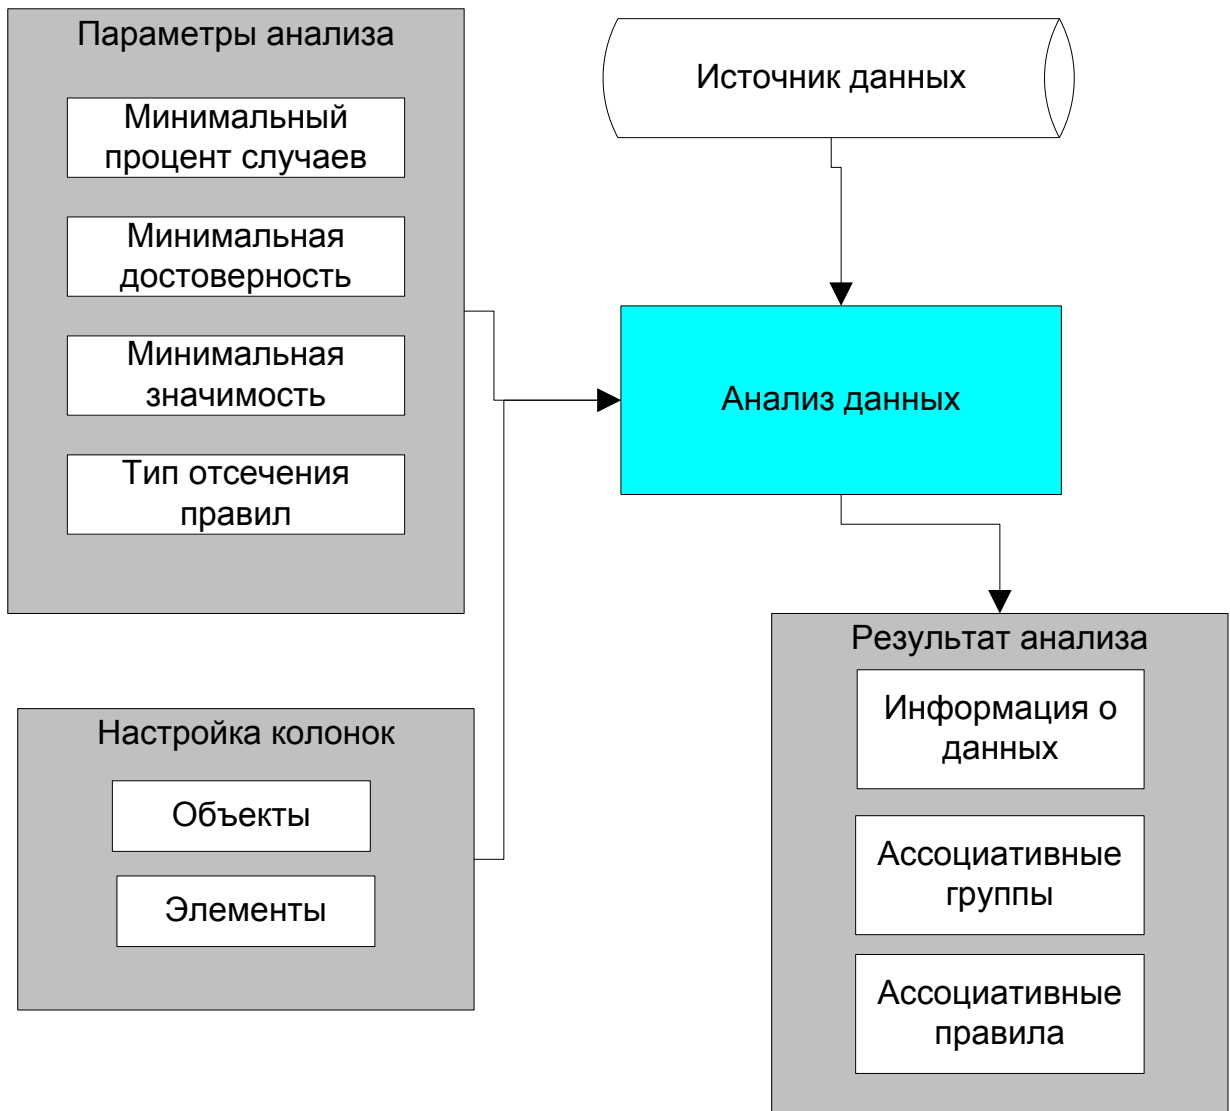 Параметры анализа
Минимальный
процент случаев
Минимальная
достоверность
Минимальная
значимость
Тип отсечения
правил
Источник данных
Анализ данных
Настройка колонок
Объекты
Элементы
Результат анализа
Информация о
данных
Ассоциативные
группы
Ассоциативные
правила